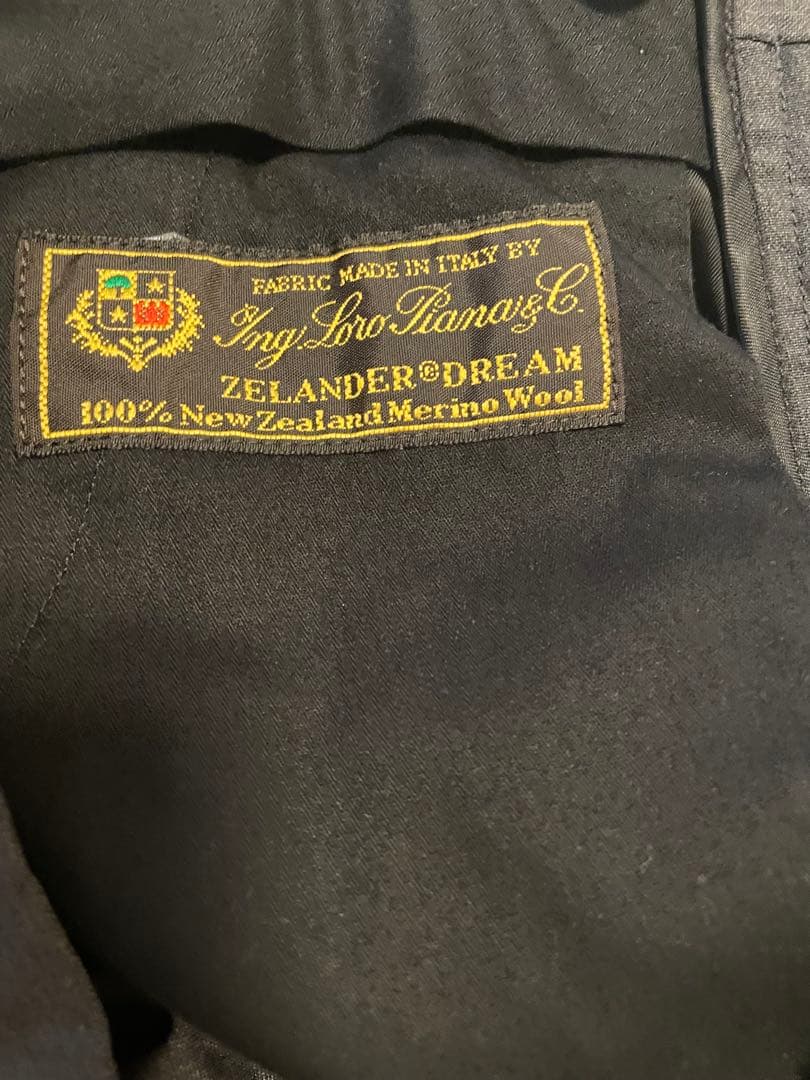 FABRIC MADE IN ITALY BY
Ing. Loro Piana & C.
ZELANDER®DREAM
100% New Zealand Merino Wool